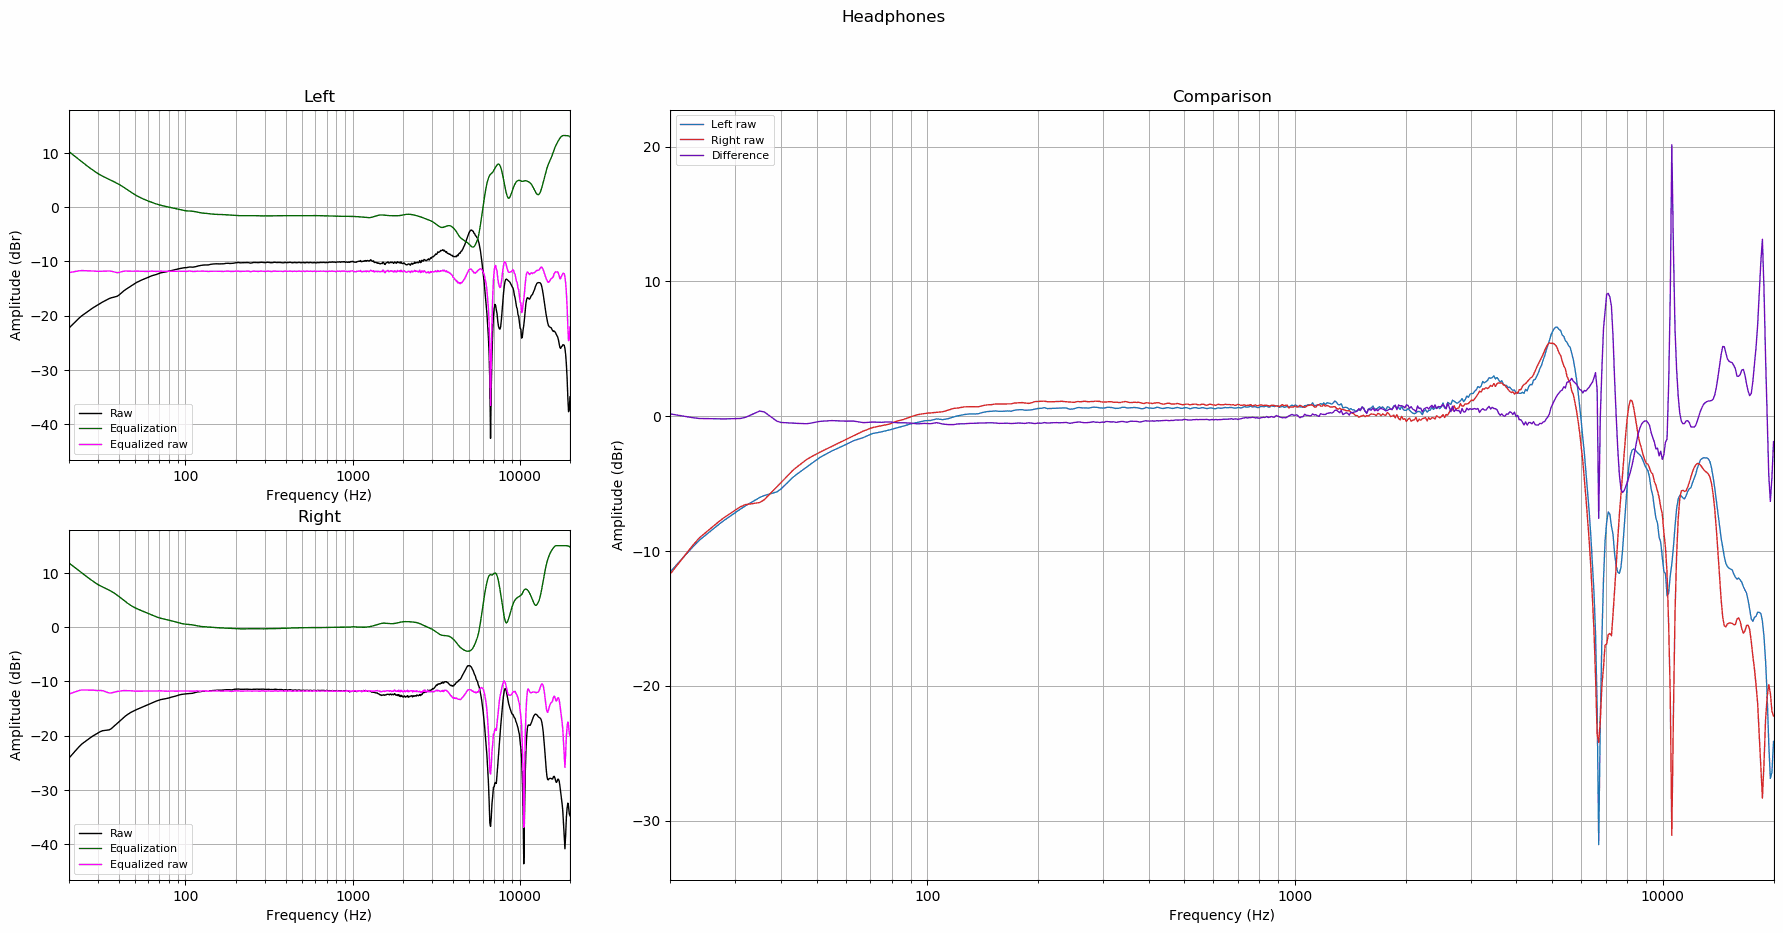 Headphones
Left
10
0
−10
−20
−30
−40
Amplitude (dBr)
Raw
Equalization
Equalized raw
100
1000
10000
Frequency (Hz)
Right
10
0
−10
−20
−30
−40
Amplitude (dBr)
Raw
Equalization
Equalized raw
100
1000
10000
Frequency (Hz)
Comparison
Left raw
Right raw
Difference
20
10
0
−10
−20
−30
Amplitude (dBr)
100
1000
10000
Frequency (Hz)